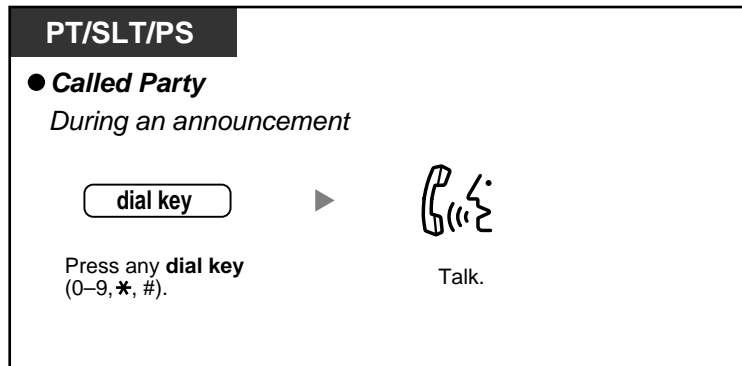 PT/SLT/PS
● Called Party
During an announcement
dial key
Press any dial key
(0–9, *, #).
Talk.